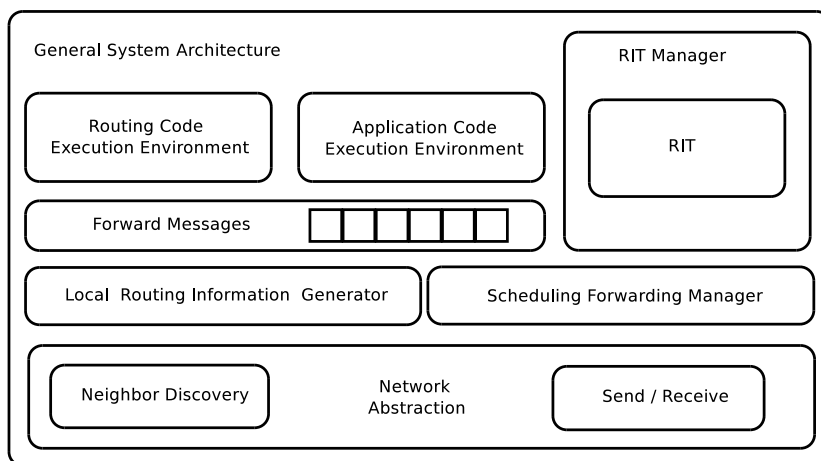 General System Architecture
RIT Manager
Routing Code
Execution Environment
Application Code
Execution Environment
RIT
Forward Messages
Local Routing Information Generator
Scheduling Forwarding Manager
Neighbor Discovery
Network
Abstraction
Send / Receive